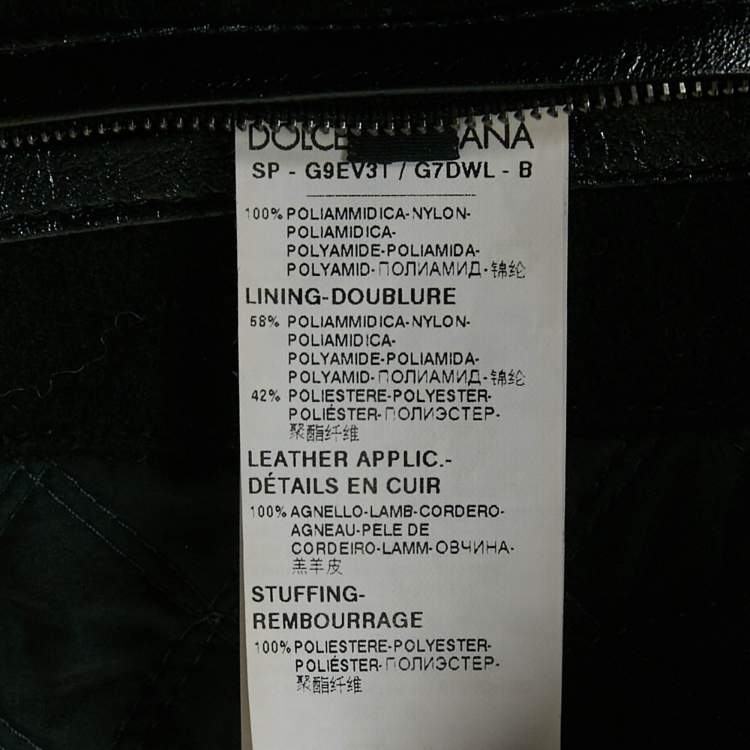 DOLCE
SP - G9EV3T / G7DWL - B
100% POLIAMMIDICA-NYLON-
POLIAMIDICA-
POLYAMIDE-POLIAMIDA-
POLYAMID-ПОЛИАМИД-锦纶
LINING-DOUBLURE
58% POLIAMMIDICA-NYLON-
POLIAMIDICA-
POLYAMIDE-POLIAMIDA-
POLYAMID-ПОЛИАМИД-锦纶
42% POLIESTERE-POLYESTER-
POLIÉSTER-ПОЛИЭСТЕР-
聚酯纤维
LEATHER APPLIC.-
DÉTAILS EN CUIR
100% AGNELLO-LAMB-CORDERO-
AGNEAU-PELE DE
CORDEIRO-LAMM-ОВЧИНА-
羔羊皮
STUFFING-
REMBOURRAGE
100% POLIESTERE-POLYESTER-
POLIÉSTER-ПОЛИЭСТЕР-
聚酯纤维